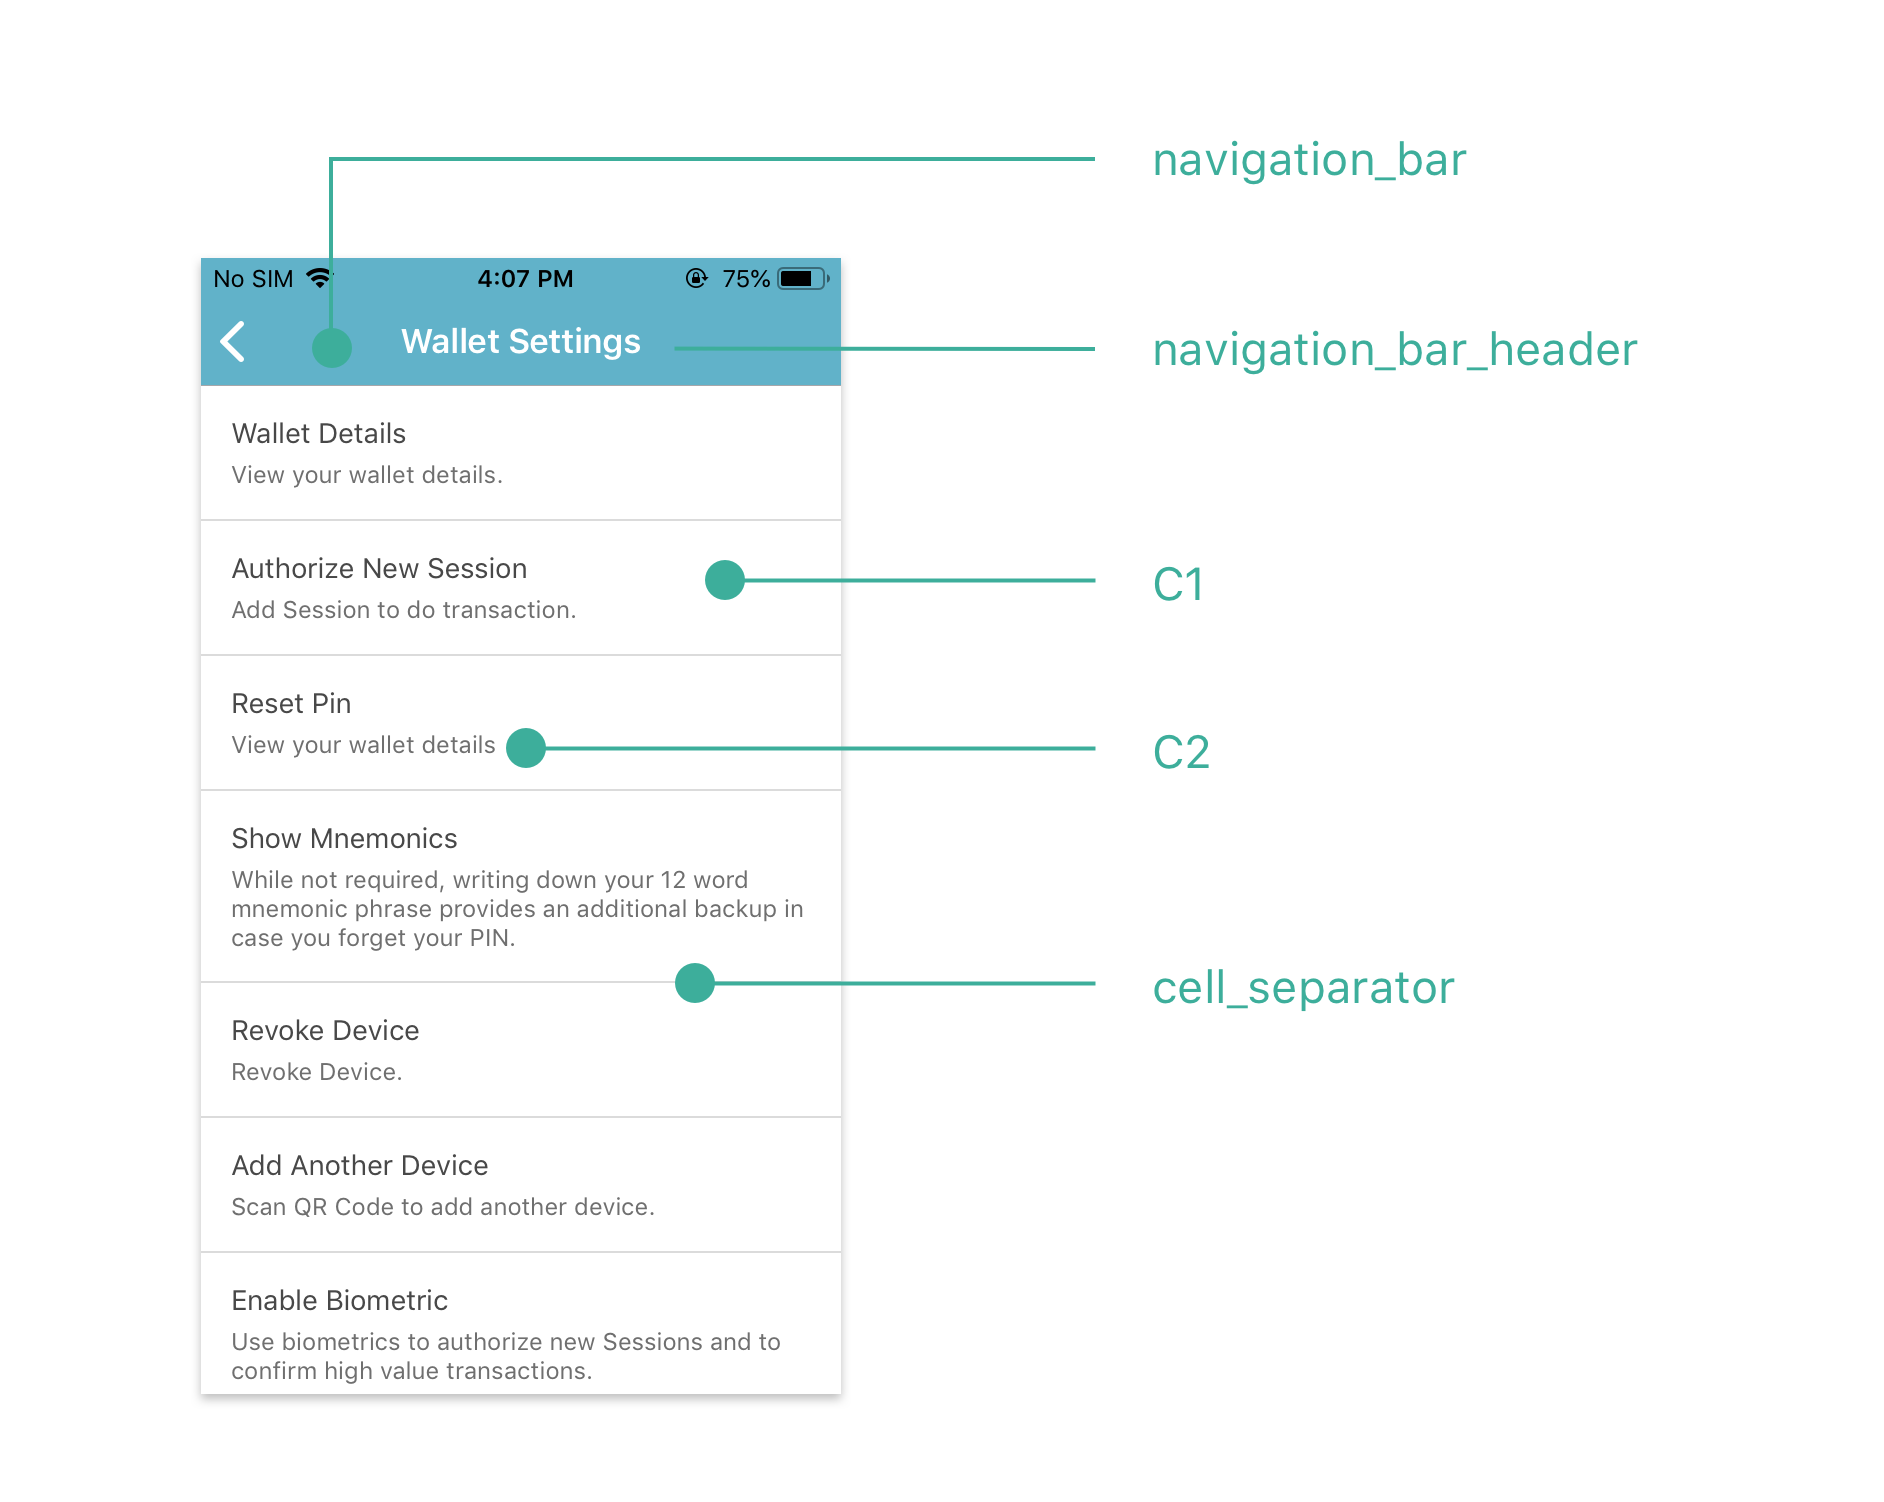 navigation_bar
No SIM 4:07 PM 75%
Wallet Settings
navigation_bar_header
Wallet Details
View your wallet details.
Authorize New Session
C1
Add Session to do transaction.
Reset Pin
View your wallet details
C2
Show Mnemonics
While not required, writing down your 12 word
mnemonic phrase provides an additional backup in
case you forget your PIN.
cell_separator
Revoke Device
Revoke Device.
Add Another Device
Scan QR Code to add another device.
Enable Biometric
Use biometrics to authorize new Sessions and to
confirm high value transactions.